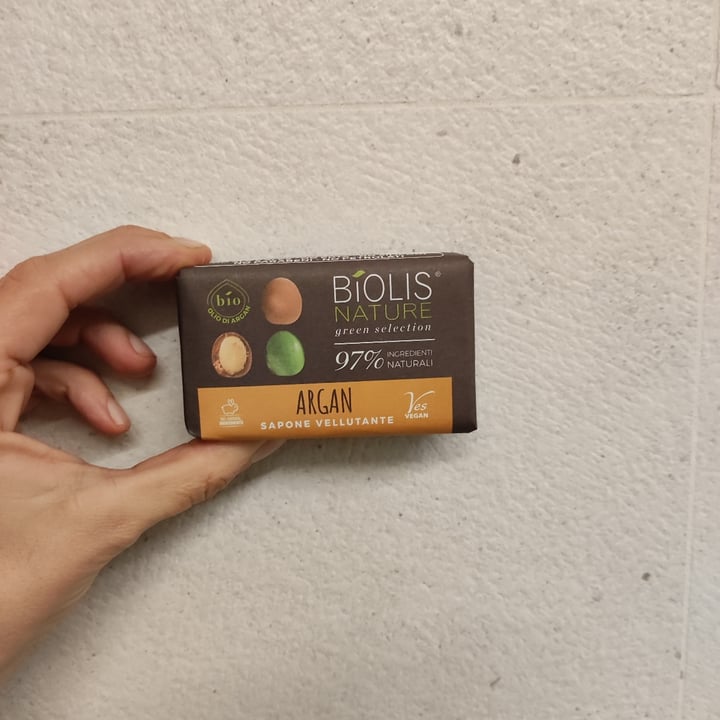 bio
OLIO DI ARGAN
BiOLIS®
NATURE
green selection
97% INGREDIENTI
NATURALI
ARGAN
SAPONE VELLUTANTE
Yes
VEGAN